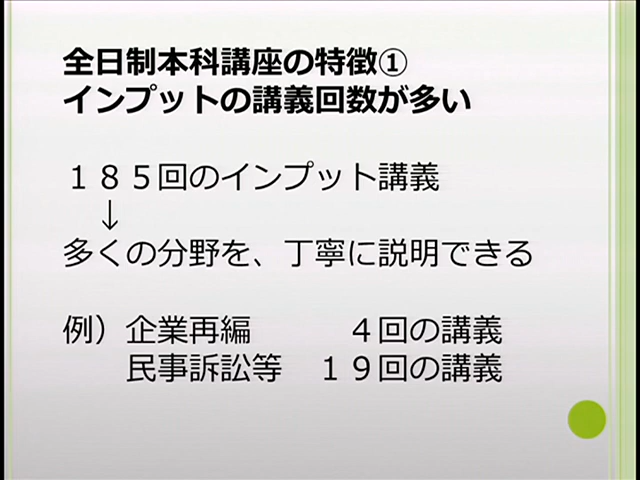 全日制本科講座の特徴①
インプットの講義回数が多い
１８５回のインプット講義
↓
多くの分野を、丁寧に説明できる
例）企業再編　４回の講義
民事訴訟等　１９回の講義